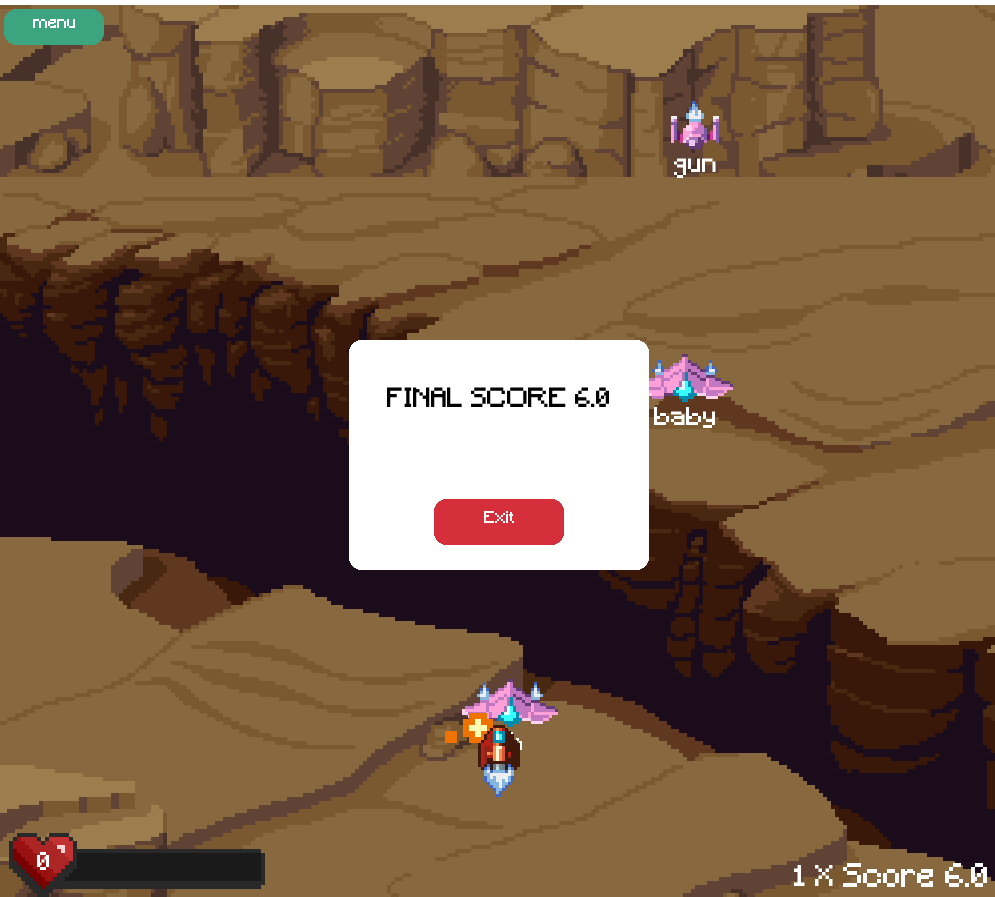 menu
gun
FINAL SCORE 6.0
baby
Exit
0
1 X Score 6.0